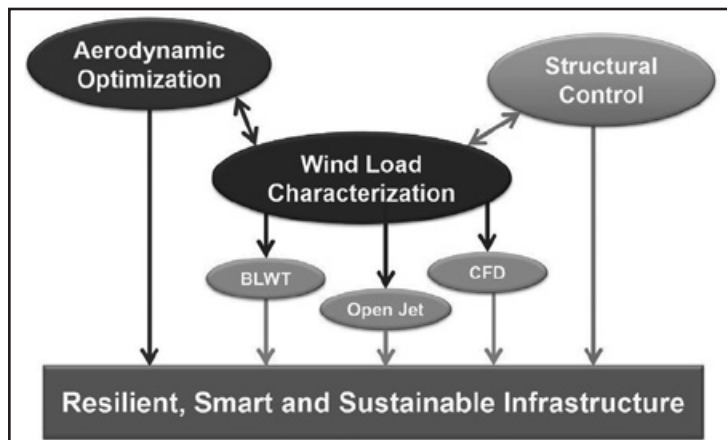 Aerodynamic
Optimization
Structural
Control
Wind Load
Characterization
BLWT
Open Jet
CFD
Resilient, Smart and Sustainable Infrastructure